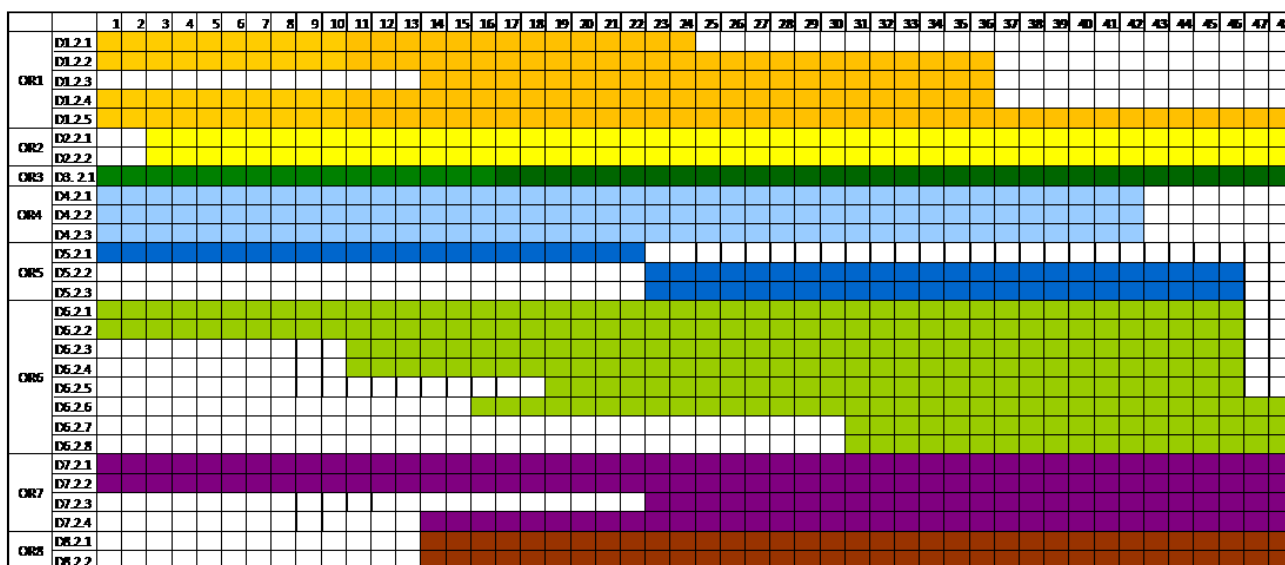 1 2 3 4 5 6 7 8 9 10 11 12 13 14 15 16 17 18 19 20 21 22 23 24 25 26 27 28 29 30 31 32 33 34 35 36 37 38 39 40 41 42 43 44 45 46 47 48
D1.2.1
D1.2.2
OR1 D1.2.3
D1.2.4
D1.2.5
OR2 D2.2.1
D2.2.2
OR3 D3. 2.1
D4.2.1
OR4 D4.2.2
D4.2.3
D5.2.1
OR5 D5.2.2
D5.2.3
D6.2.1
D6.2.2
D6.2.3
OR6 D6.2.4
D6.2.5
D6.2.6
D6.2.7
D6.2.8
D7.2.1
OR7 D7.2.2
D7.2.3
D7.2.4
OR8 D8.2.1
D8.2.2